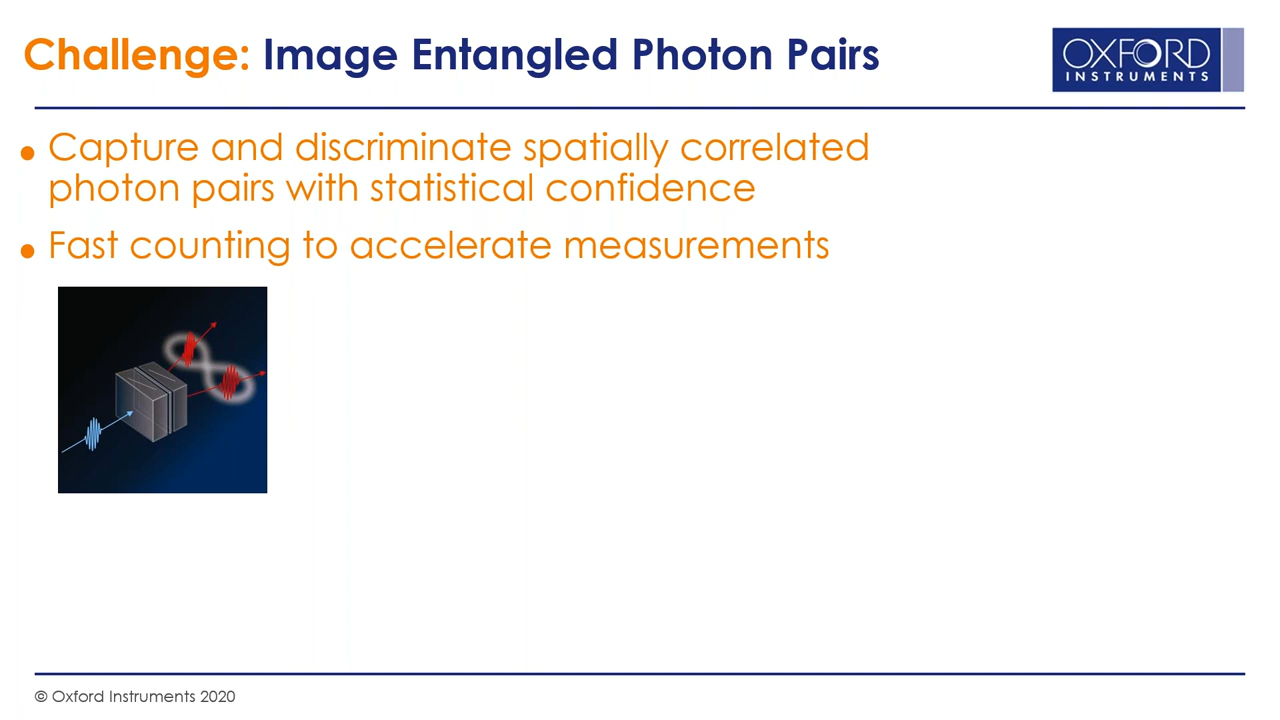 Challenge: Image Entangled Photon Pairs
OXFORD
INSTRUMENTS
• Capture and discriminate spatially correlated
photon pairs with statistical confidence
• Fast counting to accelerate measurements
© Oxford Instruments 2020